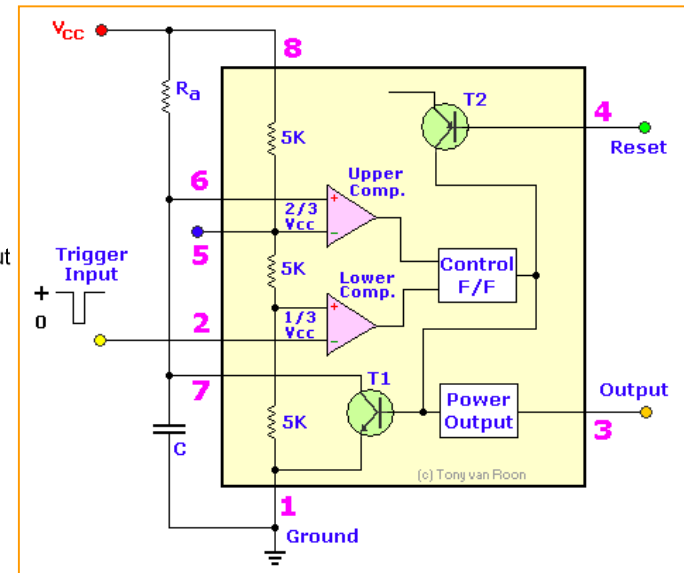 VCC
8
Ra
T2
4
5K
Reset
6
Upper
Comp.
+
2/3
Vcc
-
5
ut
Trigger
Input
5K
Lower
Comp.
Control
F/F
+
0
+
1/3
Vcc
-
2
7
T1
Power
Output
Output
3
5K
C
(c) Tony van Roon
1
Ground